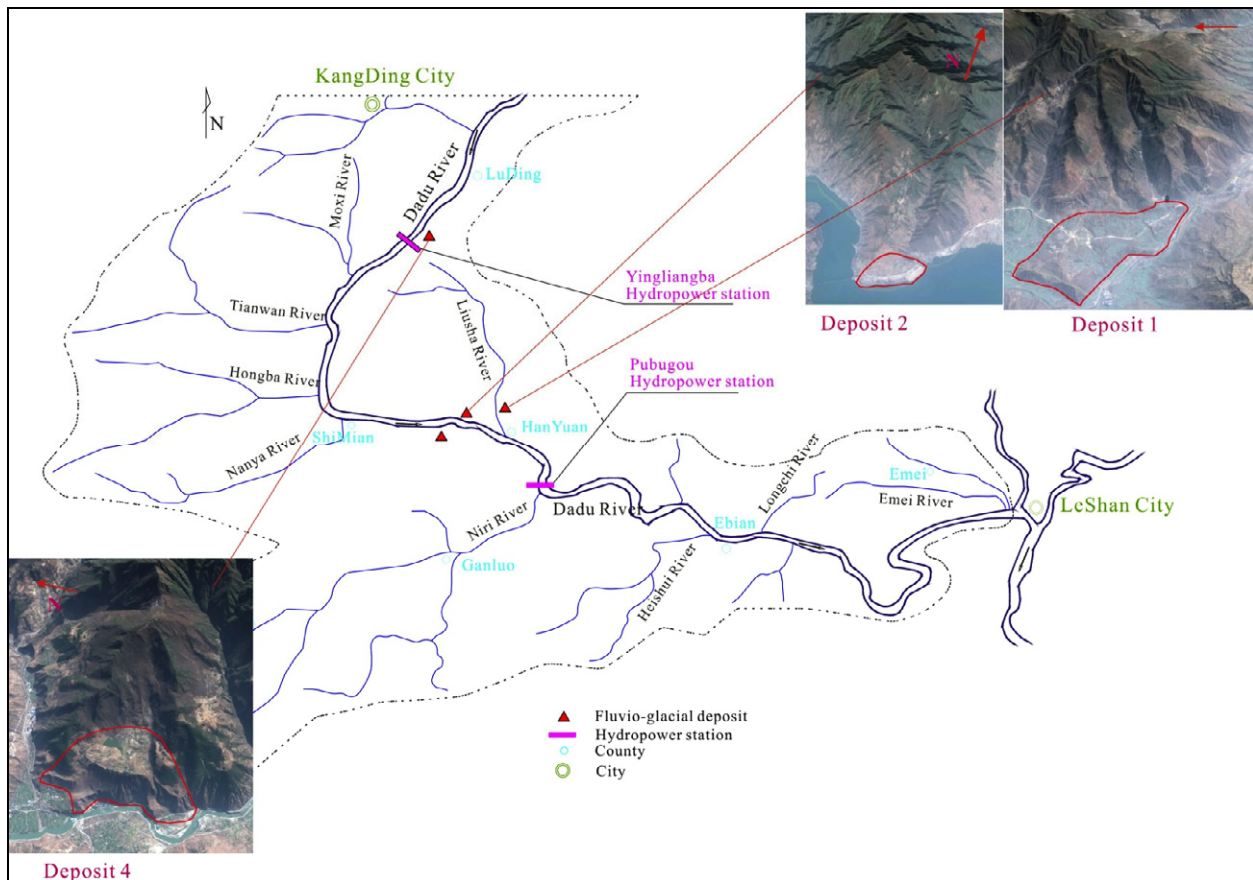 KangDing City
N
LuDing
Dadu River
Moxi River
Yingliangba
Hydropower station
Tianwan River
Liusha River
Hongba River
Pubugou
Hydropower station
Nanya River
ShiMian
HanYuan
Dadu River
Niri River
Ganluo
Ebian
Heishui River
Longchi River
Emei
Emei River
LeShan City
N
Deposit 2
Deposit 1
N
Deposit 4
Fluvio-glacial deposit
Hydropower station
County
City